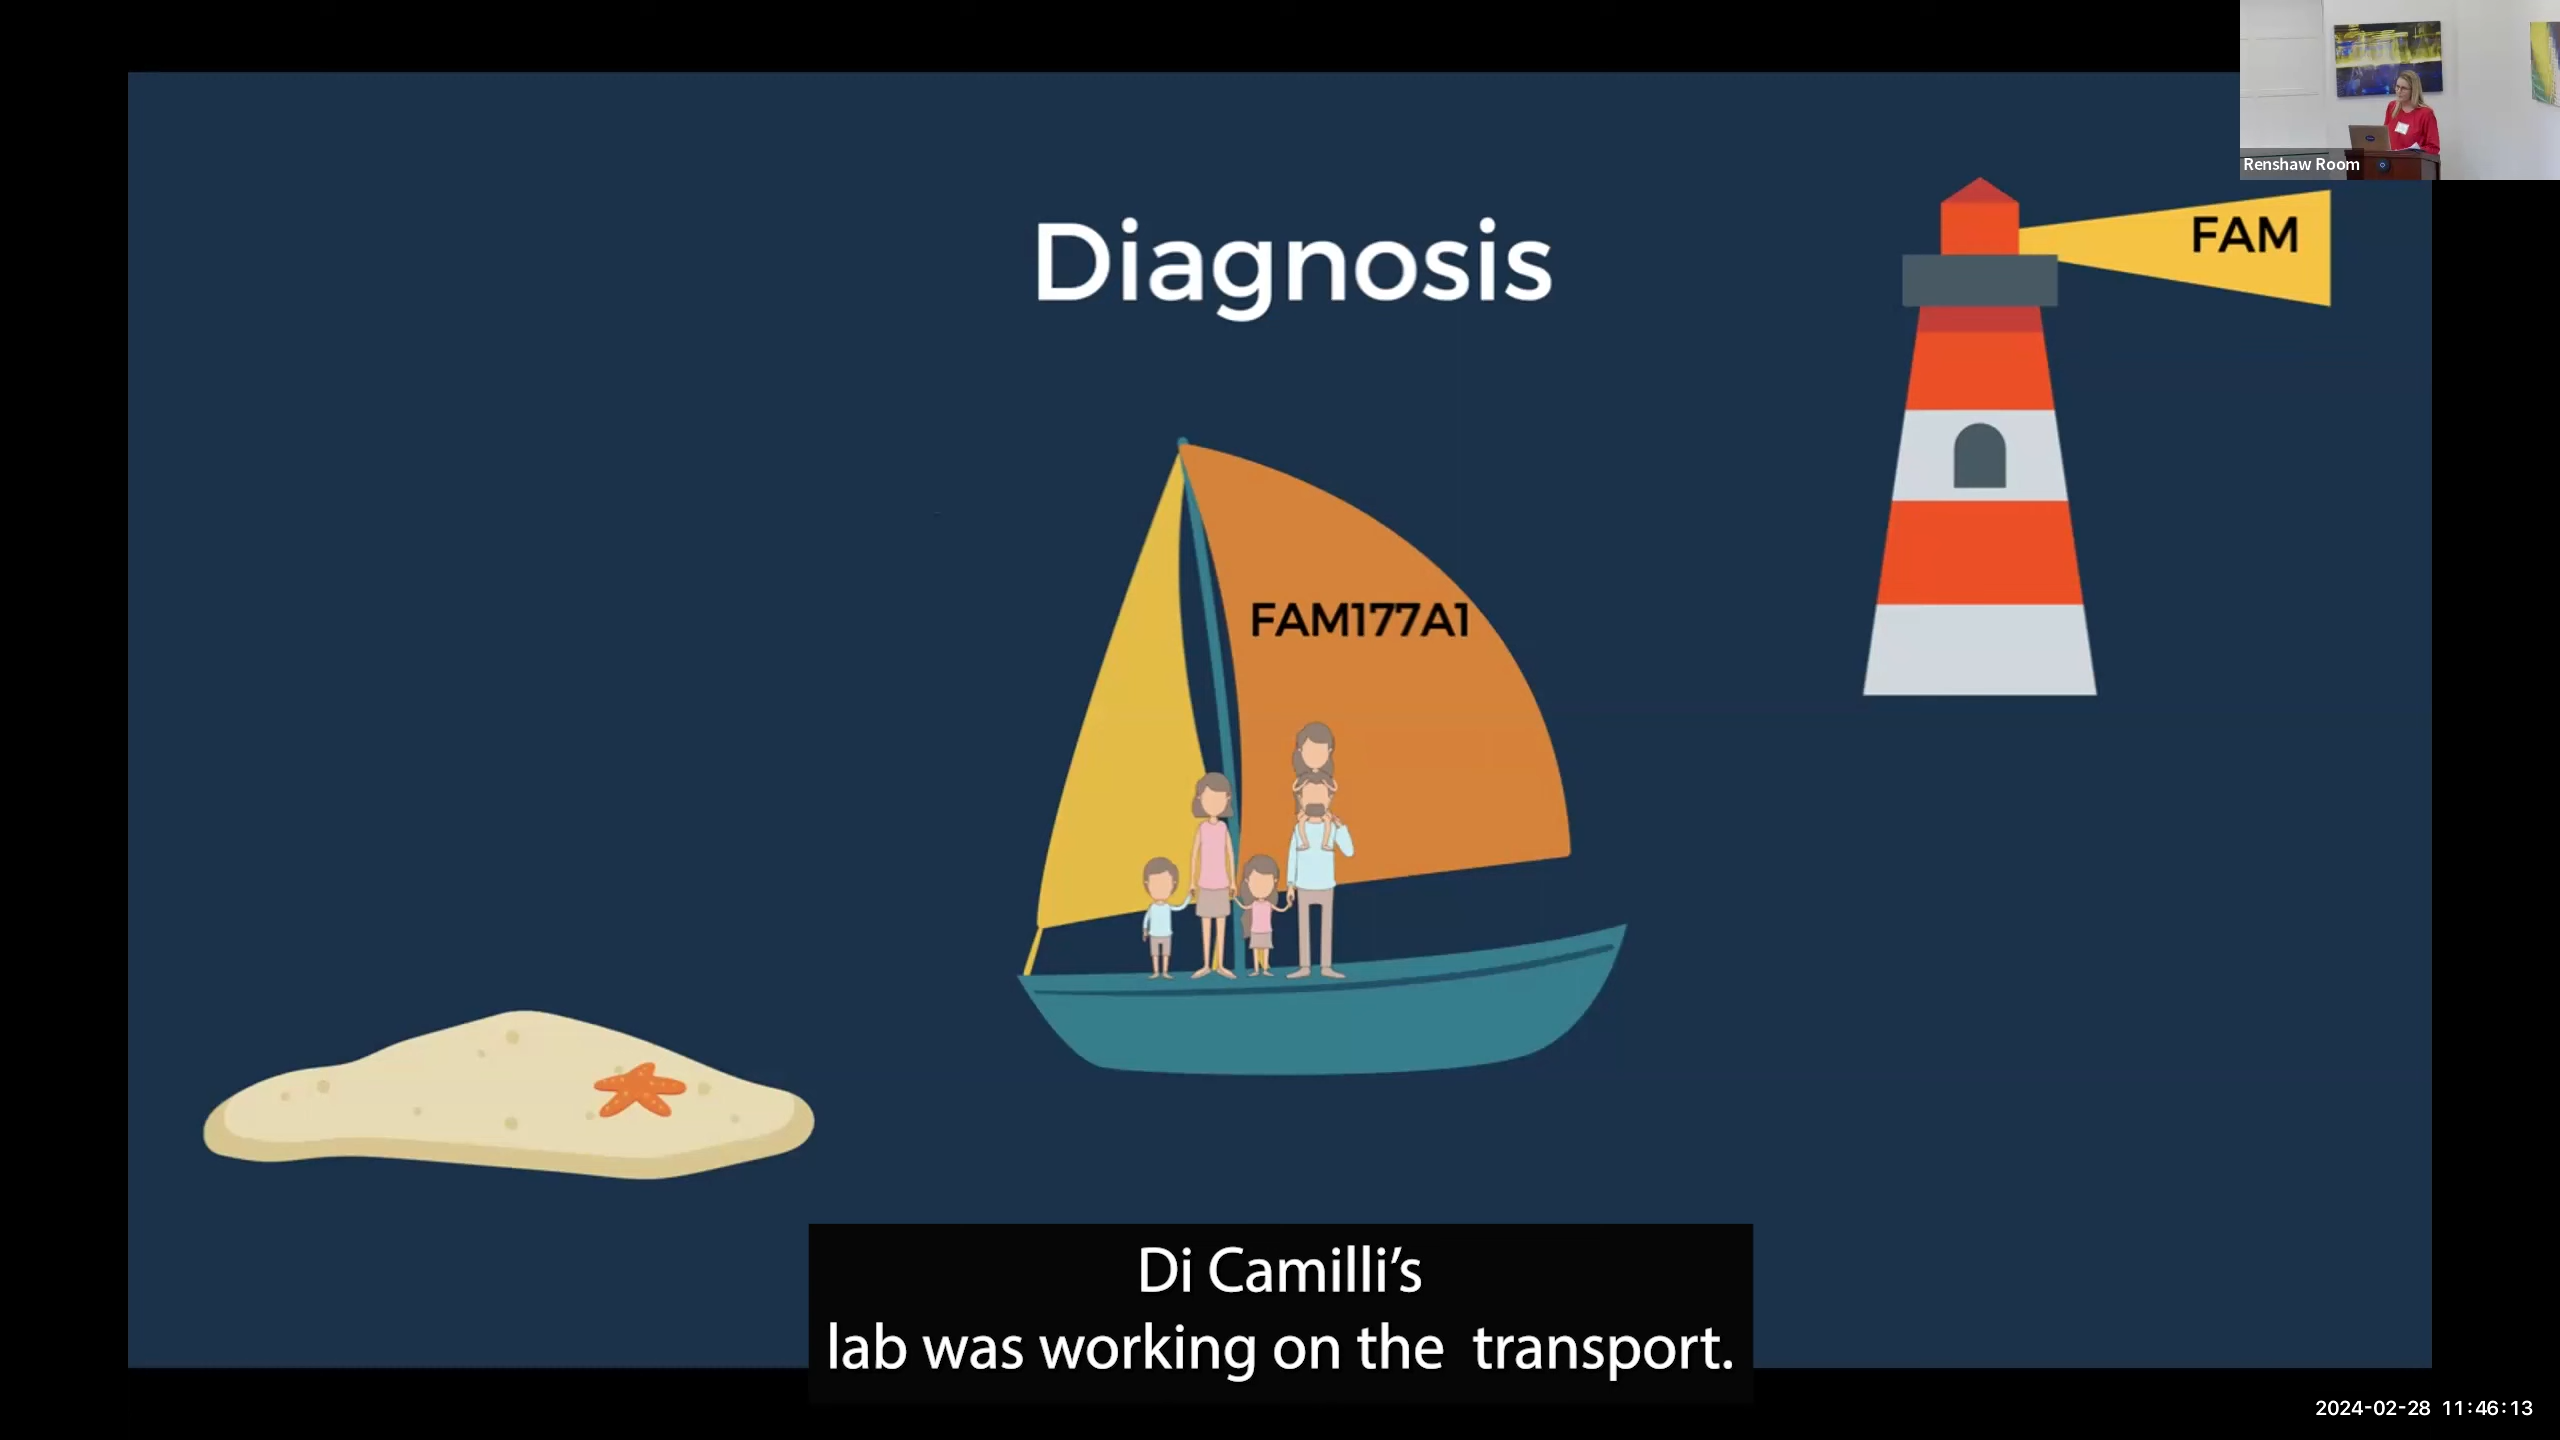 Renshaw Room
Diagnosis
FAM
FAM177A1
Di Camilli’s
lab was working on the  transport.
2024-02-28 11:46:13